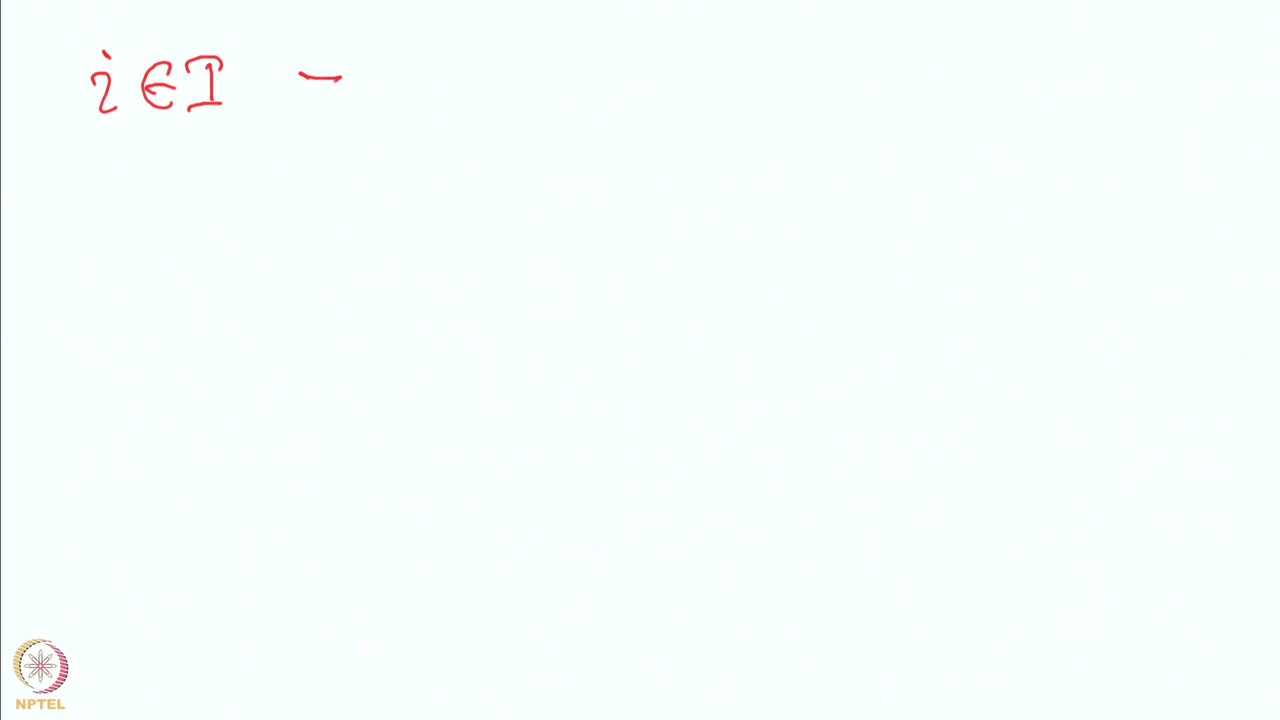 i ∈ I —
NPTEL